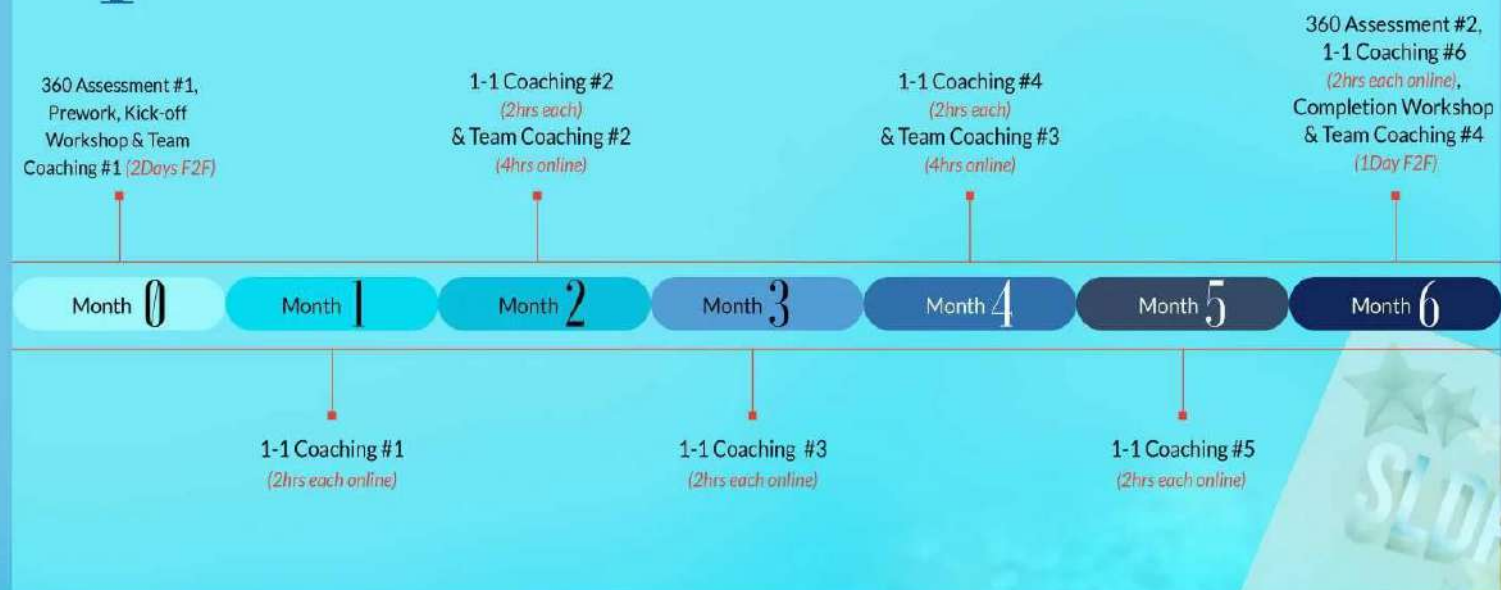 360 Assessment #1,
Prework, Kick-off
Workshop & Team
Coaching #1 (2Days F2F)
1-1 Coaching #2
(2hrs each)
& Team Coaching #2
(4hrs online)
1-1 Coaching #4
(2hrs each)
& Team Coaching #3
(4hrs online)
360 Assessment #2,
1-1 Coaching #6
(2hrs each online),
Completion Workshop
& Team Coaching #4
(1Day F2F)
Month 0
Month 1
Month 2
Month 3
Month 4
Month 5
Month 6
1-1 Coaching #1
(2hrs each online)
1-1 Coaching #3
(2hrs each online)
1-1 Coaching #5
(2hrs each online)